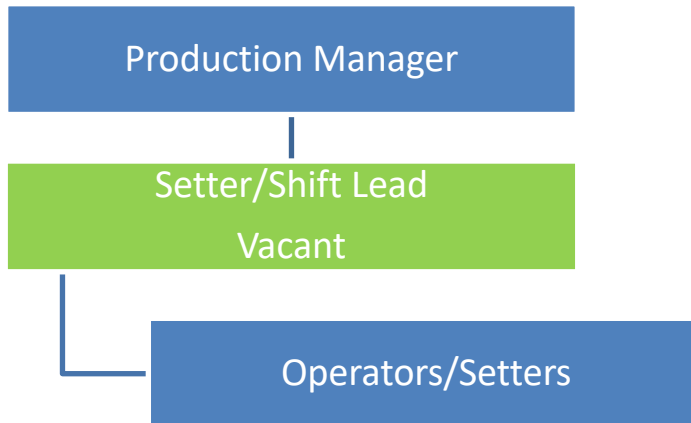 Production Manager
Setter/Shift Lead
Vacant
Operators/Setters